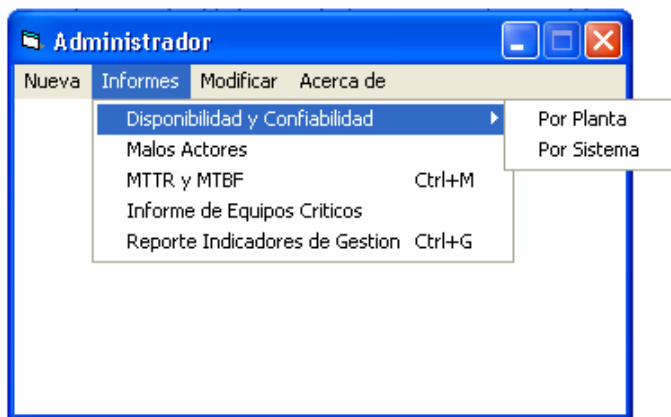 Administrador
Nueva Informes Modificar Acerca de
Disponibilidad y Confiabilidad
Por Planta
Malos Actores
Por Sistema
MTTR y MTBF Ctrl+M
Informe de Equipos Criticos
Reporte Indicadores de Gestion Ctrl+G